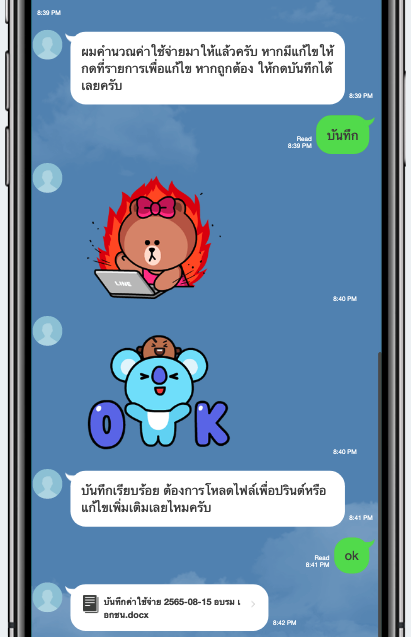 8:39 PM
ผมคำนวณค่าใช้จ่ายมาให้แล้วครับ หากมีแก้ไข ให้
กดที่รายการเพื่อแก้ไข หากถูกต้อง ให้กดบันทึกได้
เลยครับ
8:39 PM
Read
8:39 PM
บันทึก
LINE
8:40 PM
OK
8:40 PM
บันทึกเรียบร้อย ต้องการโหลดไฟล์เพื่อปรินต์หรือ
แก้ไขเพิ่มเติมเลยไหมครับ
8:41 PM
Read
8:41 PM
ok
บันทึกค่าใช้จ่าย 2565-08-15 อบรม เ
อกชน.docx
8:42 PM